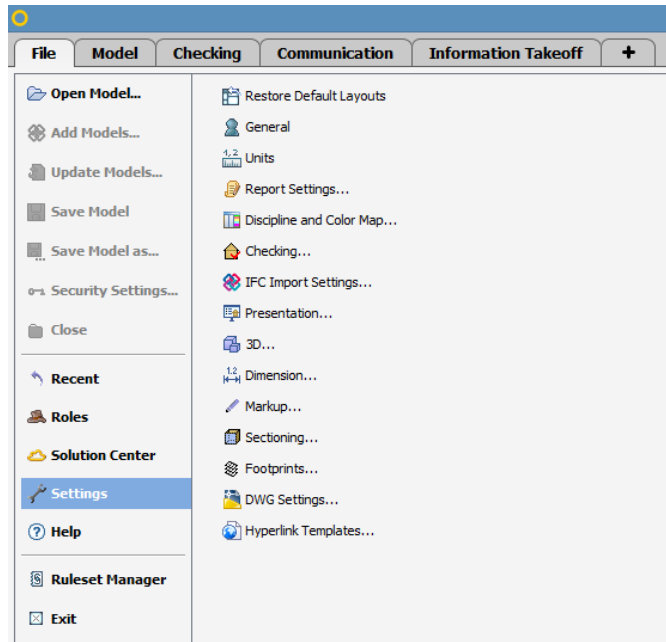 File
Model
Checking
Communication
Information Takeoff
+
Open Model...
Add Models...
Update Models...
Save Model
Save Model as...
Security Settings...
Close
Recent
Roles
Solution Center
Settings
Help
Ruleset Manager
Exit
Restore Default Layouts
General
Units
Report Settings...
Discipline and Color Map...
Checking...
IFC Import Settings...
Presentation...
3D...
Dimension...
Markup...
Sectioning...
Footprints...
DWG Settings...
Hyperlink Templates...